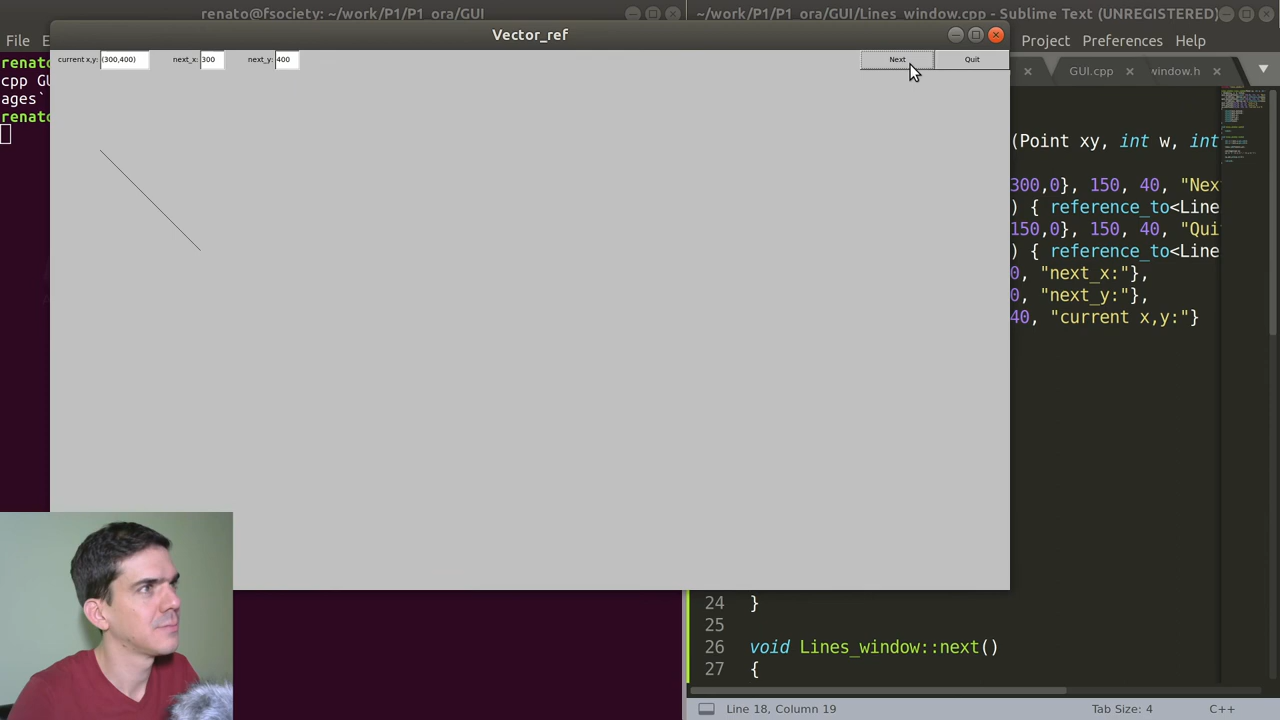 renato@fsociety: ~/work/P1/P1_ora/GUI
~/work/P1/P1_ora/GUI/Lines_window.cpp - Sublime Text (UNREGISTERED)
Vector_ref
File
Project Preferences Help
current x,y: (300,400) next_x: 300 next_y: 400 Next Quit
renato
cpp GU
ages`
renato
GUI.cpp
window.h
(Point xy, int w, int
300,0}, 150, 40, "Nex
) { reference_to<Line
150,0}, 150, 40, "Qui
) { reference_to<Line
0, "next_x:"},
0, "next_y:"},
40, "current x,y:"}
24 }
25
26 void Lines_window::next()
27 {
Line 18, Column 19 Tab Size: 4 C++